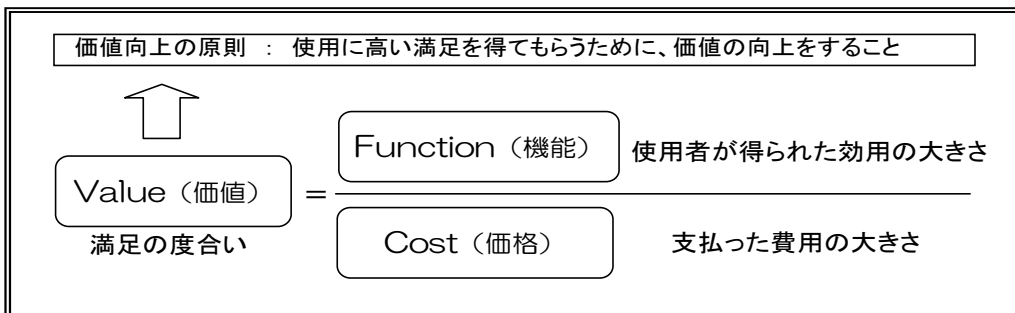 価値向上の原則 ： 使用に高い満足を得てもらうために、価値の向上をすること
Function（機能） 使用者が得られた効用の大きさ
Value（価値） =
満足の度合い
Cost（価格） 支払った費用の大きさ